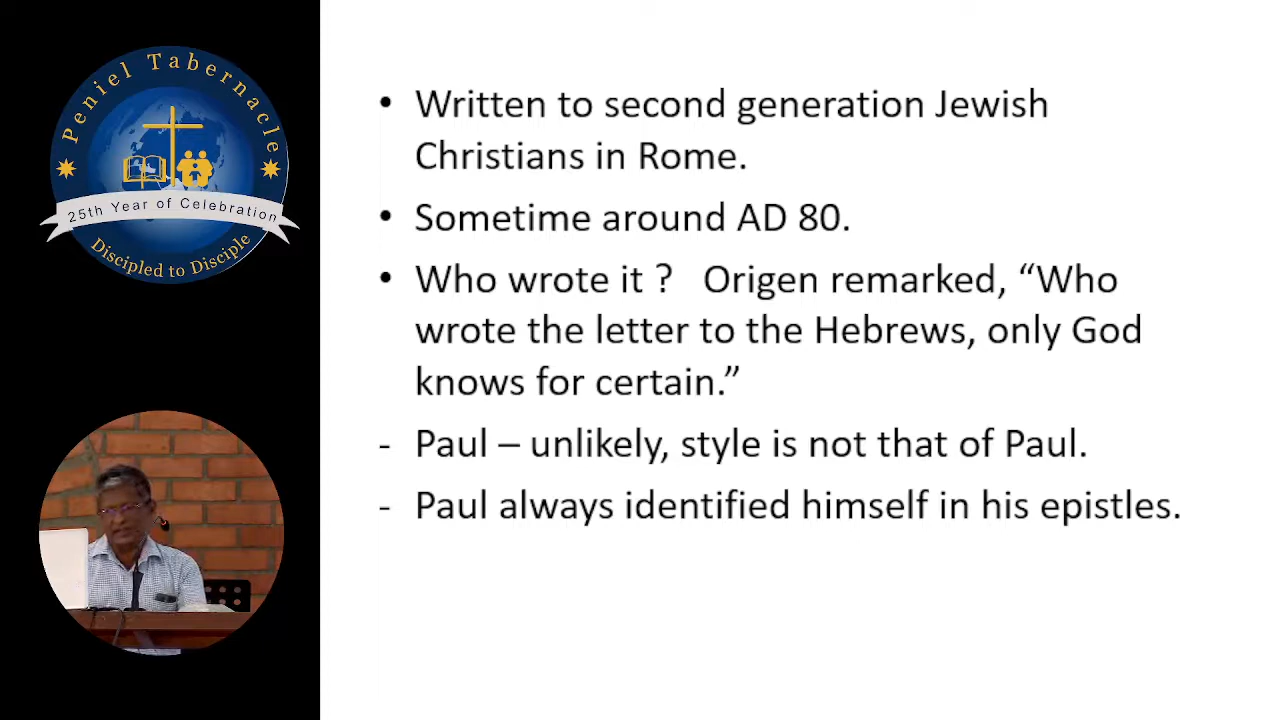 Peniel Tabernacle
25th Year of Celebration
Discipled to Disciple
• Written to second generation Jewish
Christians in Rome.
• Sometime around AD 80.
• Who wrote it ?   Origen remarked, “Who
wrote the letter to the Hebrews, only God
knows for certain.”
- Paul – unlikely, style is not that of Paul.
- Paul always identified himself in his epistles.